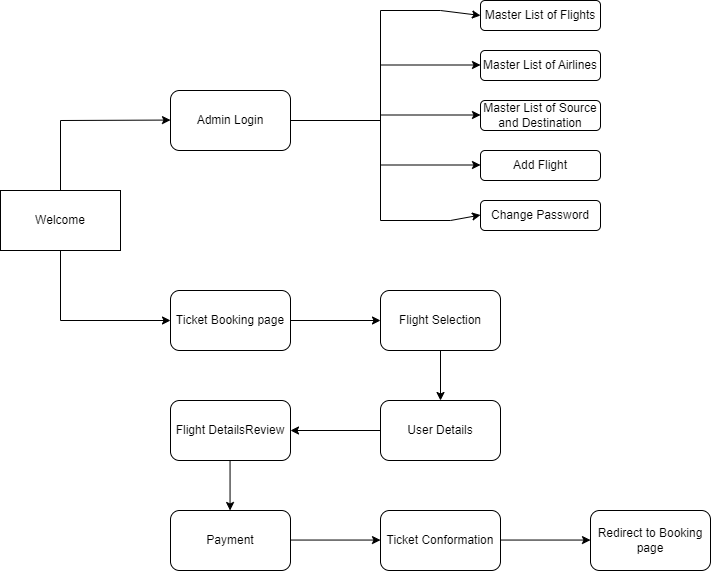 Master List of Flights
Master List of Airlines
Admin Login
Master List of Source
and Destination
Add Flight
Welcome
Change Password
Ticket Booking page
Flight Selection
Flight DetailsReview
User Details
Payment
Ticket Conformation
Redirect to Booking
page